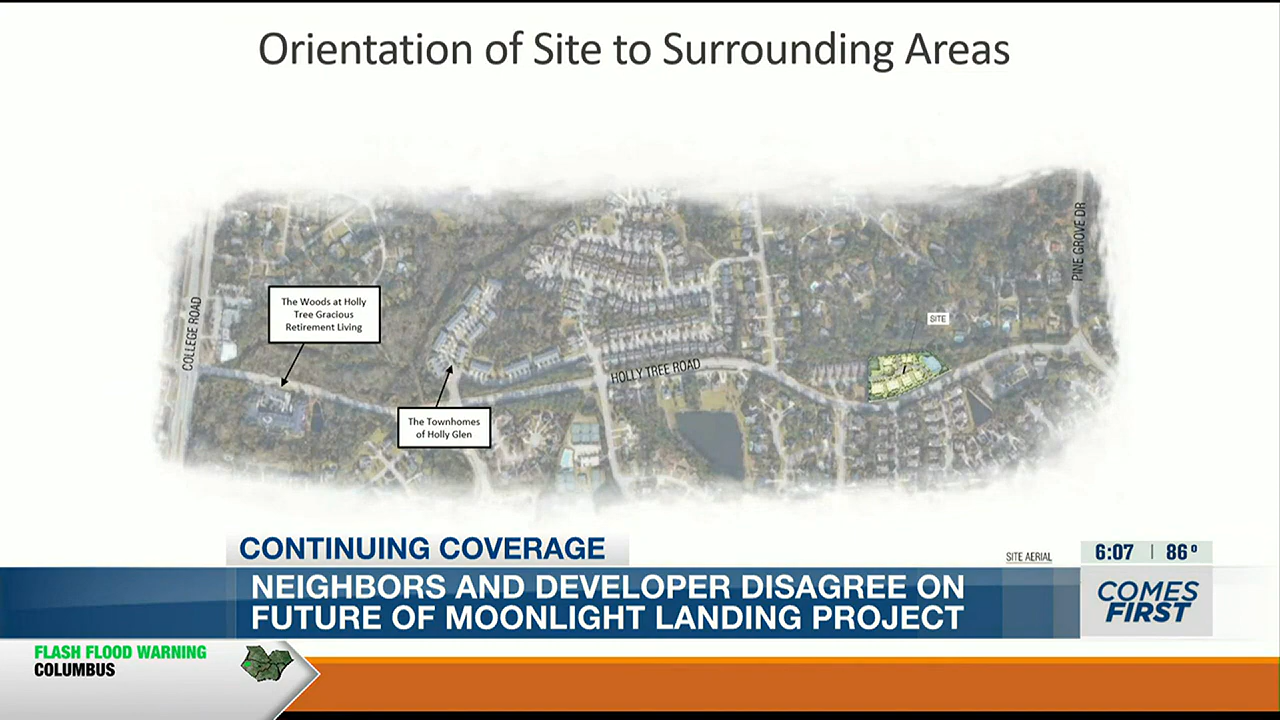 Orientation of Site to Surrounding Areas
PINE GROVE DR
COLLEGE ROAD
The Woods at Holly
Tree Gracious
Retirement Living
SITE
HOLLY TREE ROAD
The Townhomes
of Holly Glen
CONTINUING COVERAGE
SITE AERIAL
6:07 | 86°
NEIGHBORS AND DEVELOPER DISAGREE ON
FUTURE OF MOONLIGHT LANDING PROJECT
COMES
FIRST
FLASH FLOOD WARNING
COLUMBUS